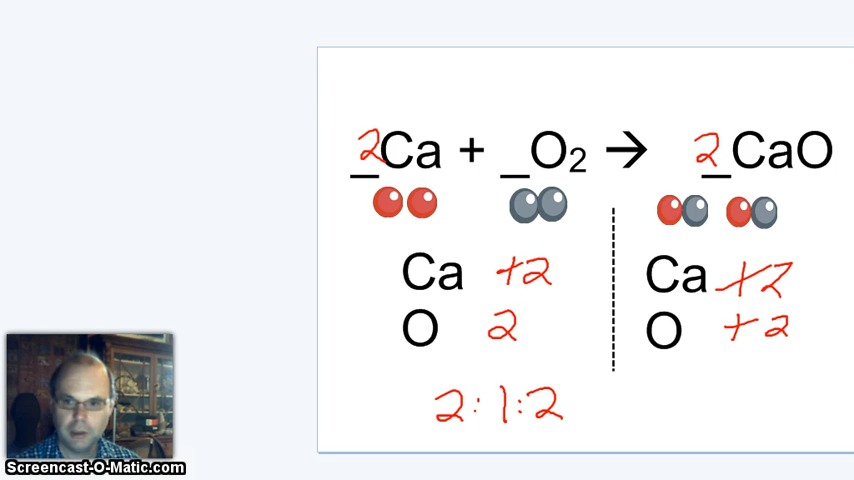 2Ca + _O2 → 2CaO
Ca +2 Ca +2
O 2 O +2
2:1:2
Screencast-O-Matic.com